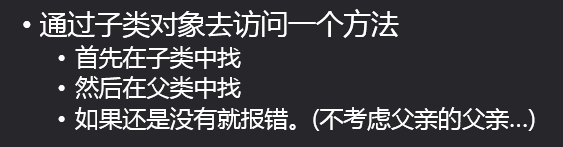 • 通过子类对象去访问一个方法
• 首先在子类中找
• 然后在父类中找
• 如果还是没有就报错。(不考虑父亲的父亲…)